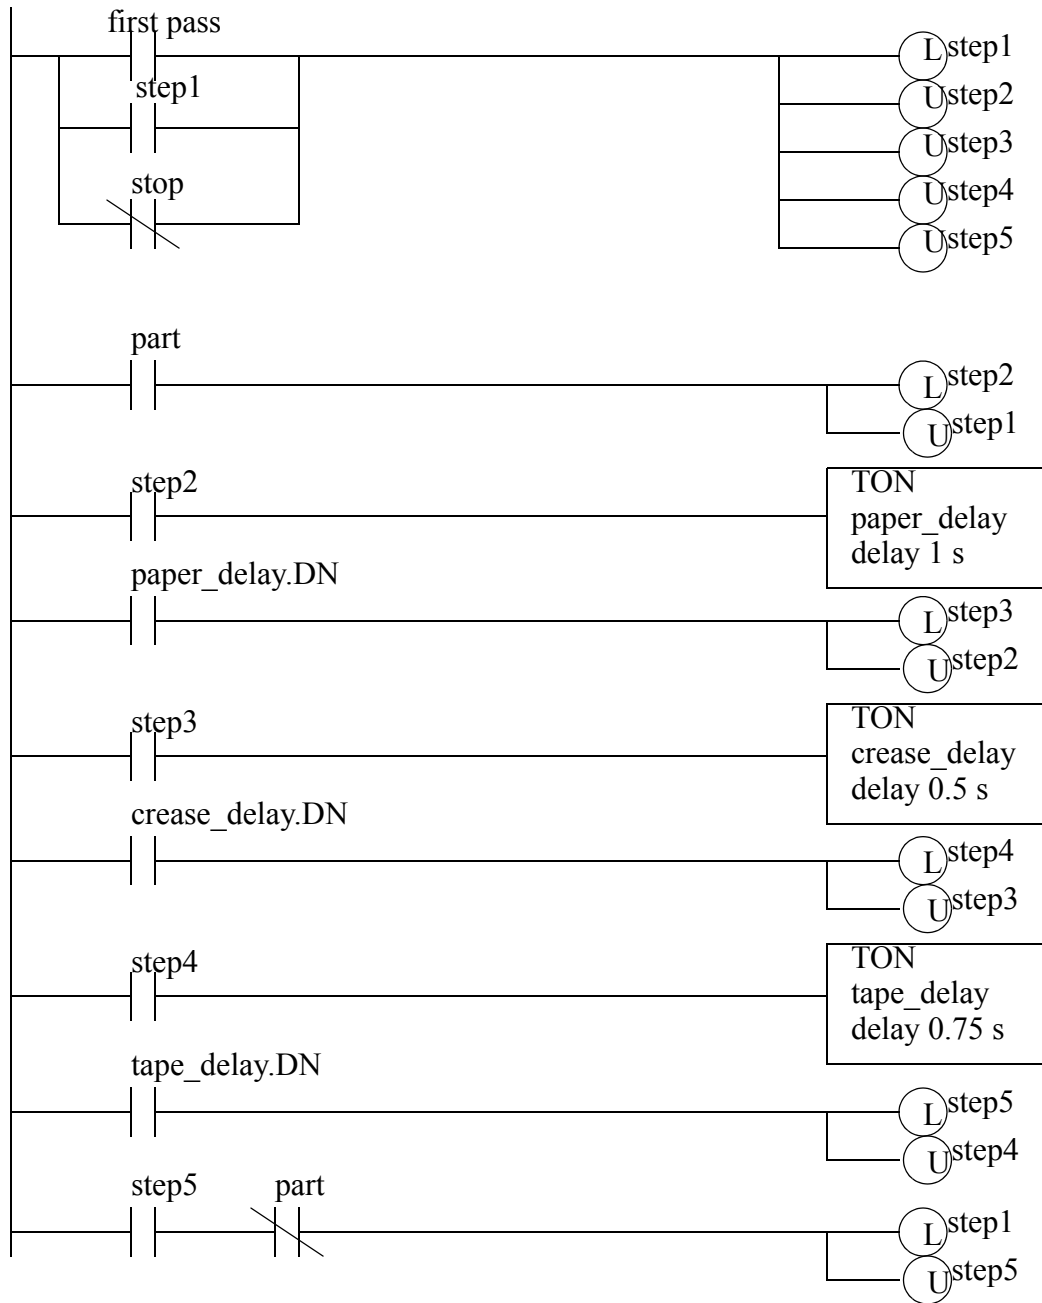 first pass
L step1
step1
U step2
U step3
stop
U step4
U step5
part
L step2
U step1
step2
TON
paper_delay
delay 1 s
paper_delay.DN
L step3
U step2
step3
TON
crease_delay
delay 0.5 s
crease_delay.DN
L step4
U step3
step4
TON
tape_delay
delay 0.75 s
tape_delay.DN
L step5
U step4
step5 part
L step1
U step5